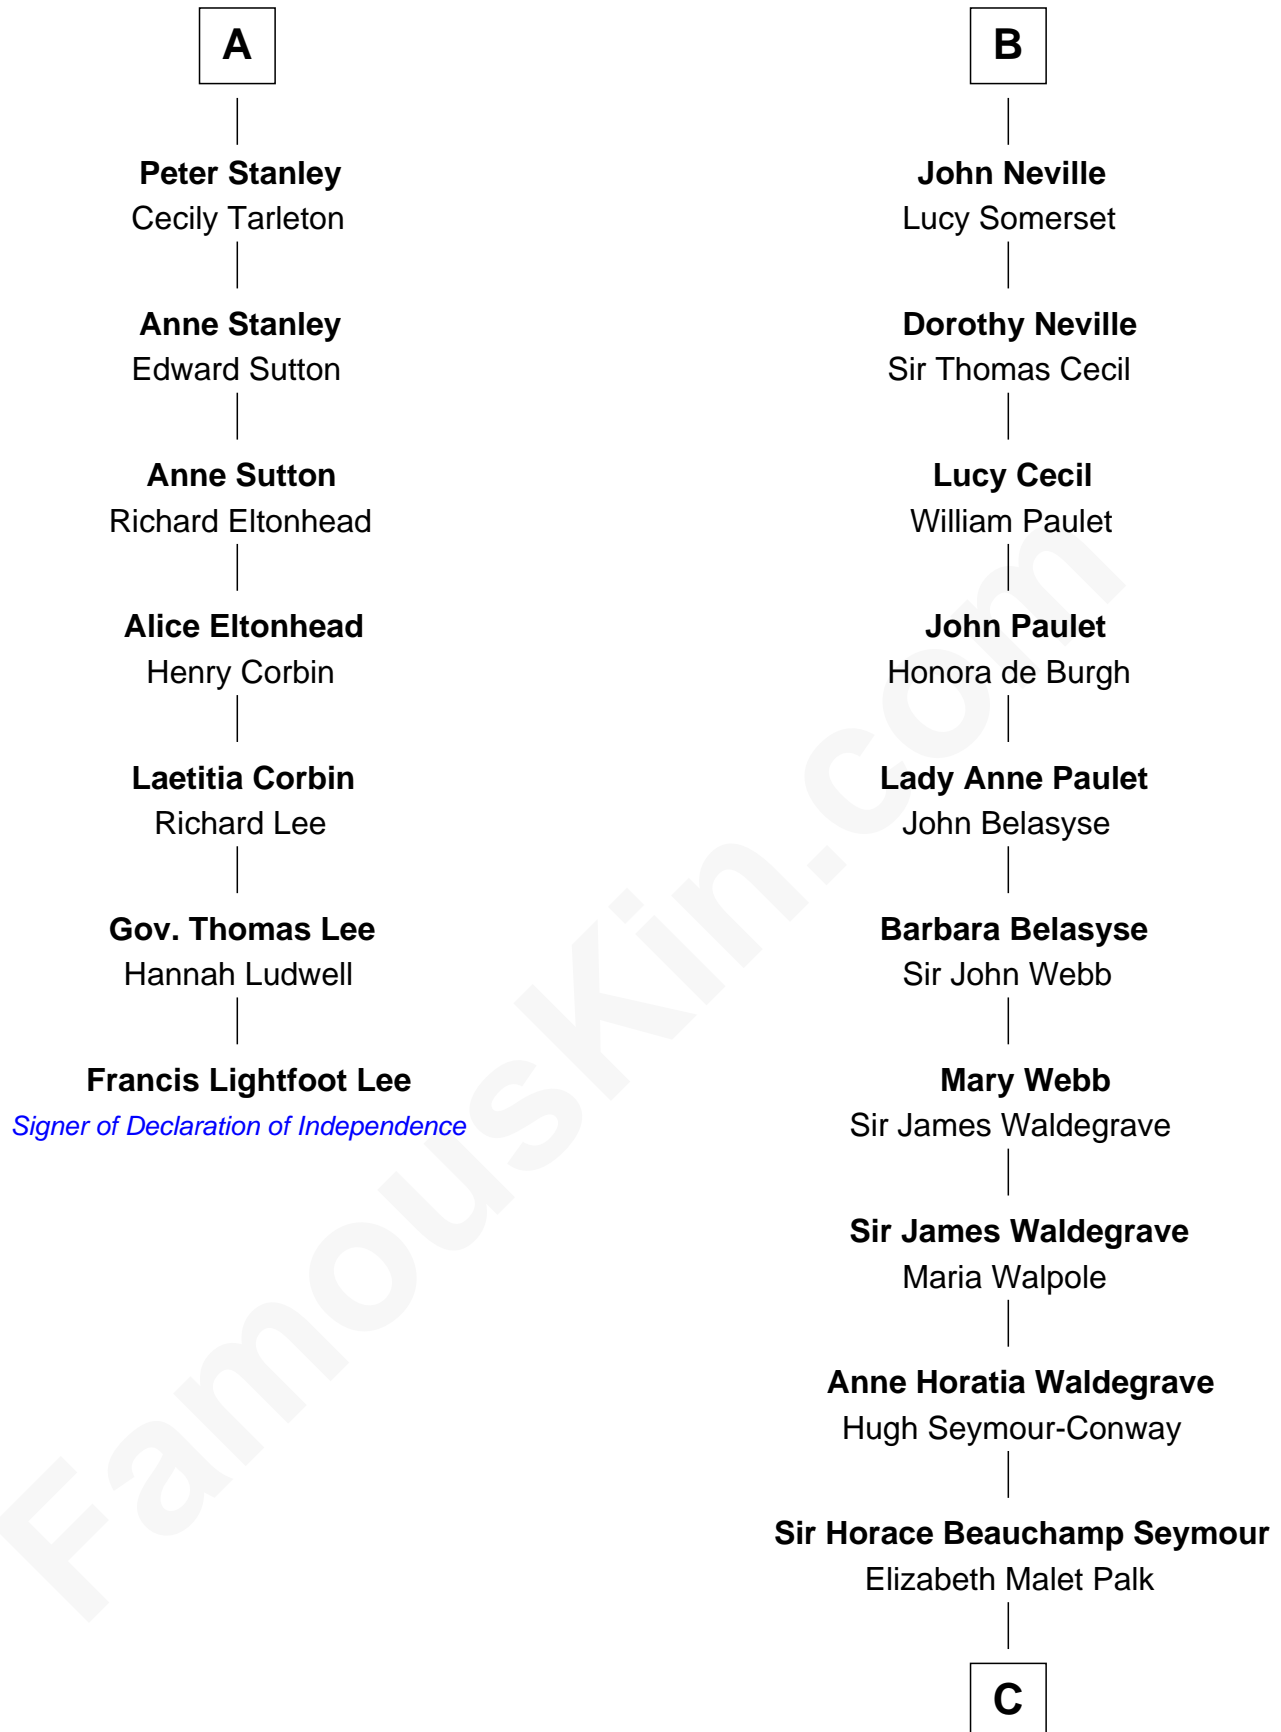 A
Peter Stanley
Cecily Tarleton
Anne Stanley
Edward Sutton
Anne Sutton
Richard Eltonhead
Alice Eltonhead
Henry Corbin
Laetitia Corbin
Richard Lee
Gov. Thomas Lee
Hannah Ludwell
Francis Lightfoot Lee
Signer of Declaration of Independence
B
John Neville
Lucy Somerset
Dorothy Neville
Sir Thomas Cecil
Lucy Cecil
William Paulet
John Paulet
Honora de Burgh
Lady Anne Paulet
John Belasyse
Barbara Belasyse
Sir John Webb
Mary Webb
Sir James Waldegrave
Sir James Waldegrave
Maria Walpole
Anne Horatia Waldegrave
Hugh Seymour-Conway
Sir Horace Beauchamp Seymour
Elizabeth Malet Palk
C
FamousKin.com